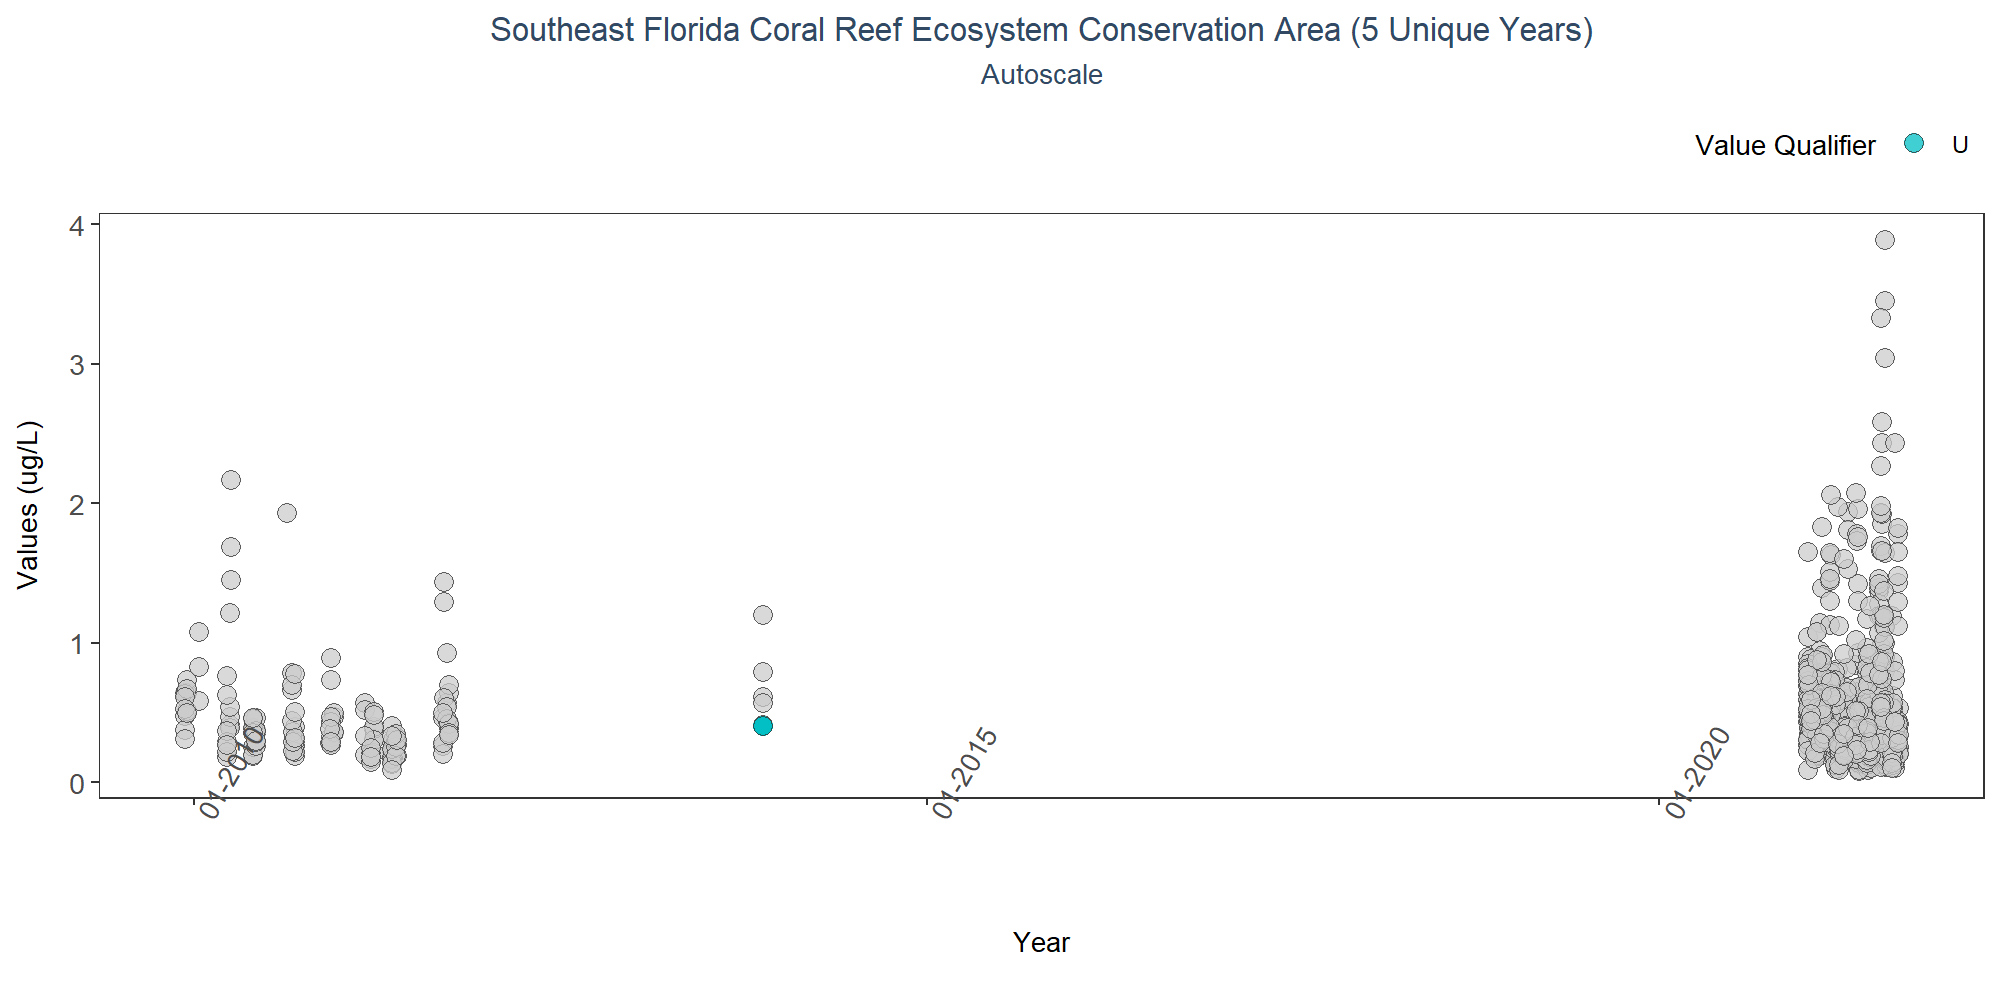 Southeast Florida Coral Reef Ecosystem Conservation Area (5 Unique Years)
Autoscale
Value Qualifier U
4
3
2
1
0
Values (ug/L)
01-2010
01-2015
01-2020
Year